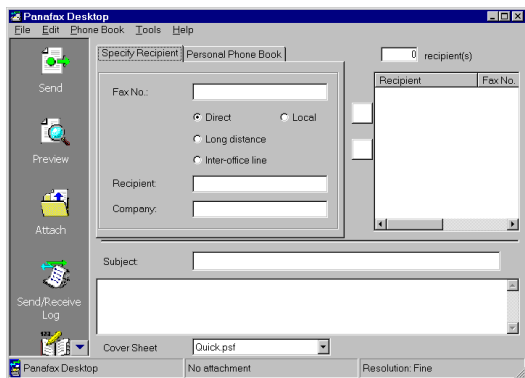 Panafax Desktop
File Edit Phone Book Tools Help
Send
Preview
Attach
Send/Receive
Log
123
Specify Recipient Personal Phone Book
Fax No.:
Direct Local
Long distance
Inter-office line
Recipient:
Company:
0 recipient(s)
Recipient Fax No.
Subject:
Cover Sheet Quick.psf
Panafax Desktop No attachment Resolution: Fine